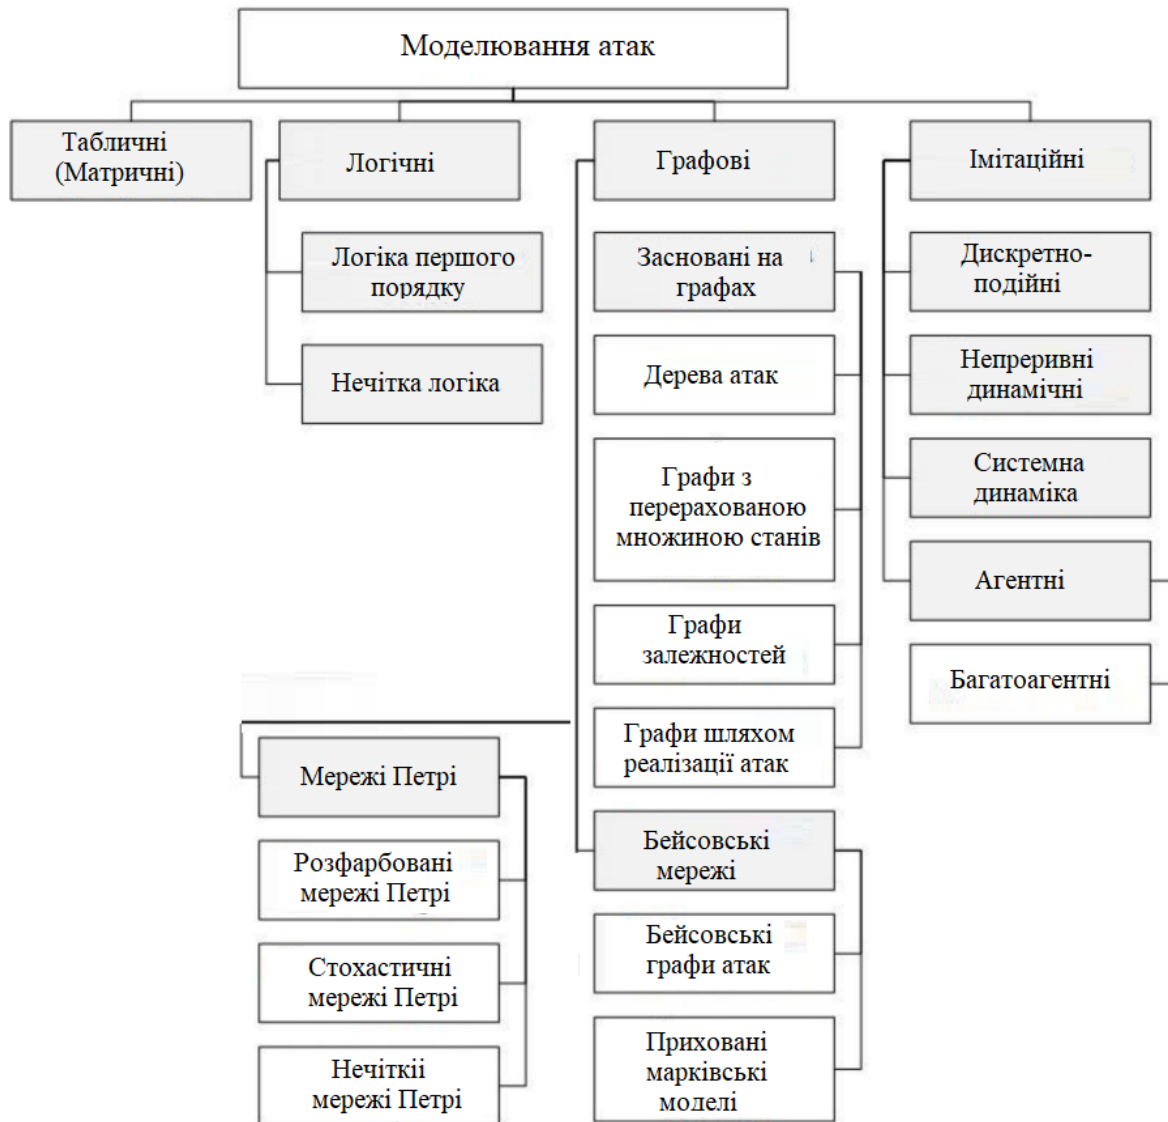 Моделювання атак
Табличні
(Матричні)
Логічні
Логіка першого
порядку
Нечітка логіка
Графові
Засновані на
графах
Дерева атак
Графи з
перерахованою
множиною станів
Графи
залежностей
Графи шляхом
реалізації атак
Мережі Петрі
Розфарбовані
мережі Петрі
Стохастичні
мережі Петрі
Нечіткіі
мережі Петрі
Бейсовські
мережі
Бейсовські
графи атак
Приховані
марківські
моделі
Імітаційні
Дискретно-
подійні
Непреривні
динамічні
Системна
динаміка
Агентні
Багатоагентні